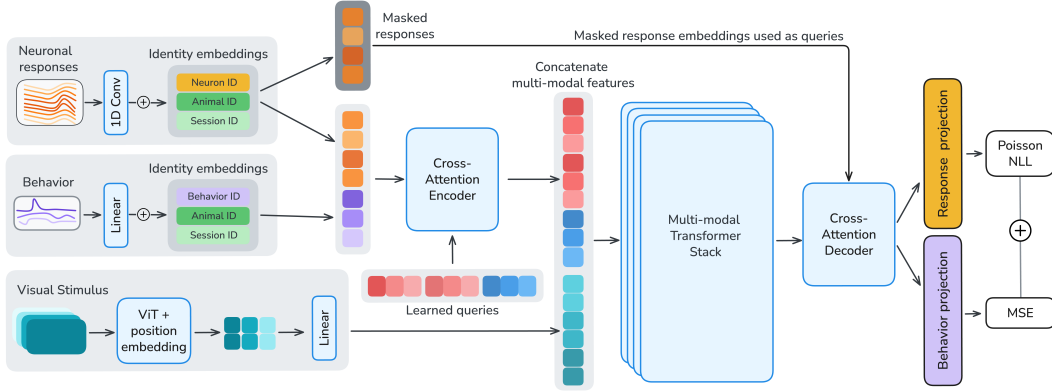 Neuronal
responses
1D Conv
Identity embeddings
Neuron ID
Animal ID
Session ID
Masked
responses
Masked response embeddings used as queries
Behavior
Linear
Identity embeddings
Behavior ID
Animal ID
Session ID
Cross-
Attention
Encoder
Learned queries
Visual Stimulus
ViT +
position
embedding
Linear
Concatenate
multi-modal features
Multi-modal
Transformer
Stack
Cross-
Attention
Decoder
Response projection
Behavior projection
Poisson
NLL
MSE